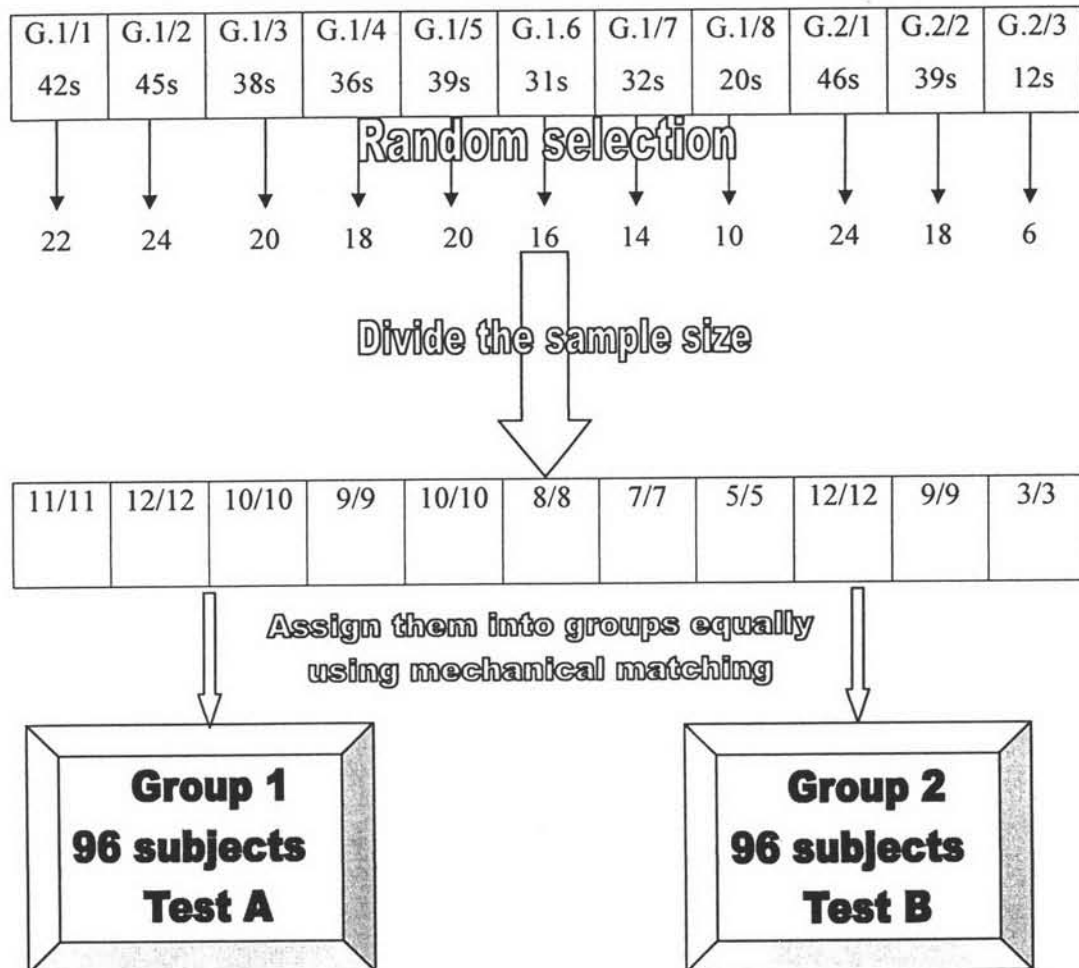 G.1/1 G.1/2 G.1/3 G.1/4 G.1/5 G.1.6 G.1/7 G.1/8 G.2/1 G.2/2 G.2/3
42s 45s 38s 36s 39s 31s 32s 20s 46s 39s 12s
Random selection
22 24 20 18 20 16 14 10 24 18 6
Divide the sample size
11/11 12/12 10/10 9/9 10/10 8/8 7/7 5/5 12/12 9/9 3/3
Assign them into groups equally
using mechanical matching
Group 1
96 subjects
Test A
Group 2
96 subjects
Test B